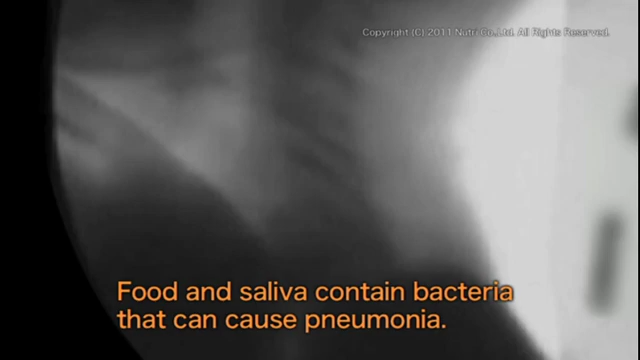 Copyright (C) 2011 Nutri Co.,Ltd. All Rights Reserved.
Food and saliva contain bacteria
that can cause pneumonia.